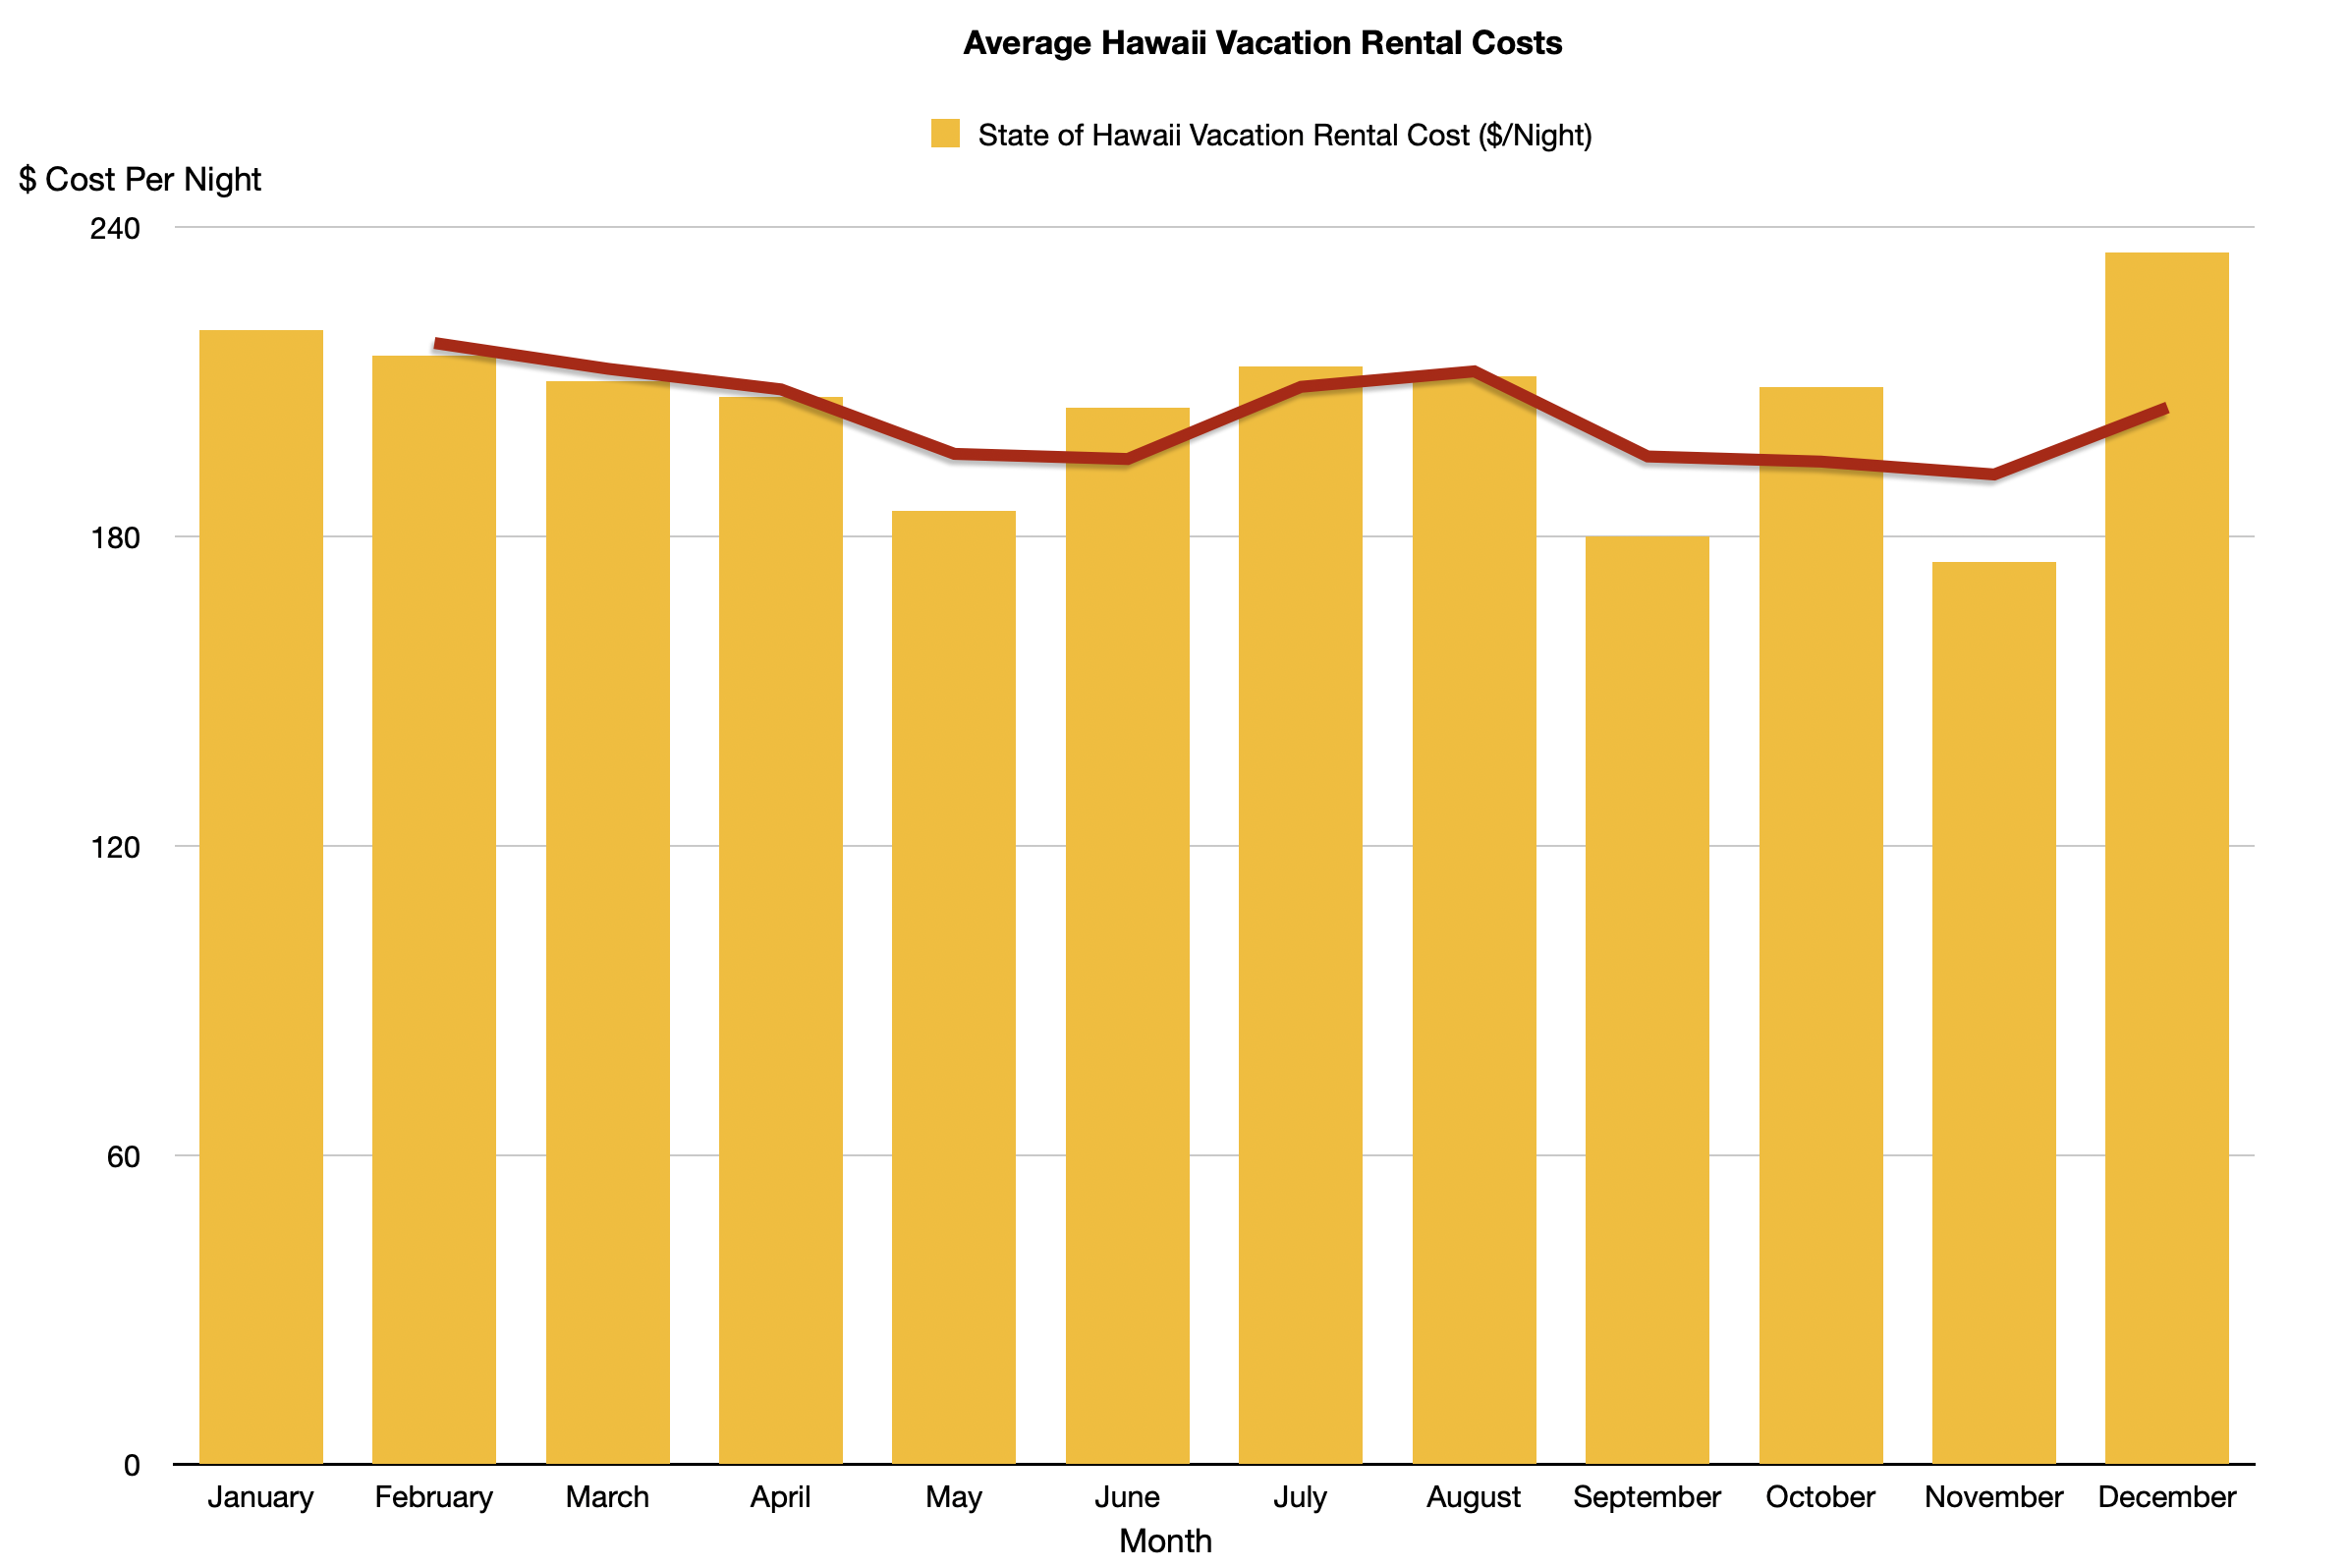 Average Hawaii Vacation Rental Costs
State of Hawaii Vacation Rental Cost ($/Night)
$ Cost Per Night
240
180
120
60
0
January February March April May June July August September October November December
Month